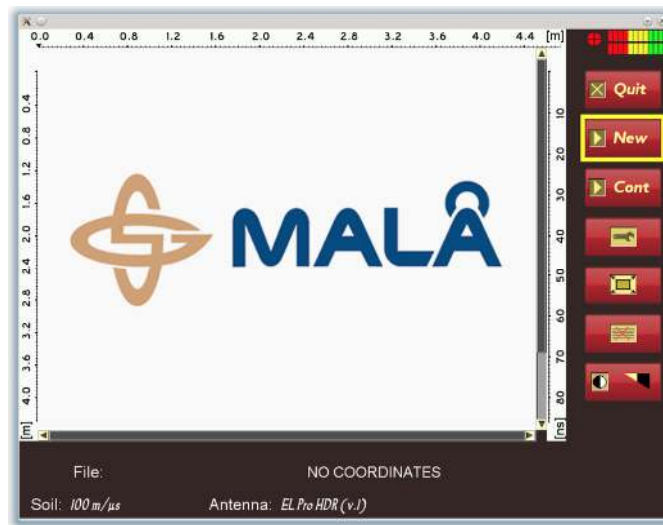 0.0 0.4 0.8 1.2 1.6 2.0 2.4 2.8 3.2 3.6 4.0 4.4 [m]
Quit
New
Cont
0.4
0.8
1.2
1.6
2.0
2.4
2.8
3.2
3.6
4.0
[m]
MALÅ
10
20
30
40
50
60
70
80
[ns]
File: NO COORDINATES
Soil: 100 m/µs Antenna: EL Pro HDR (v.1)